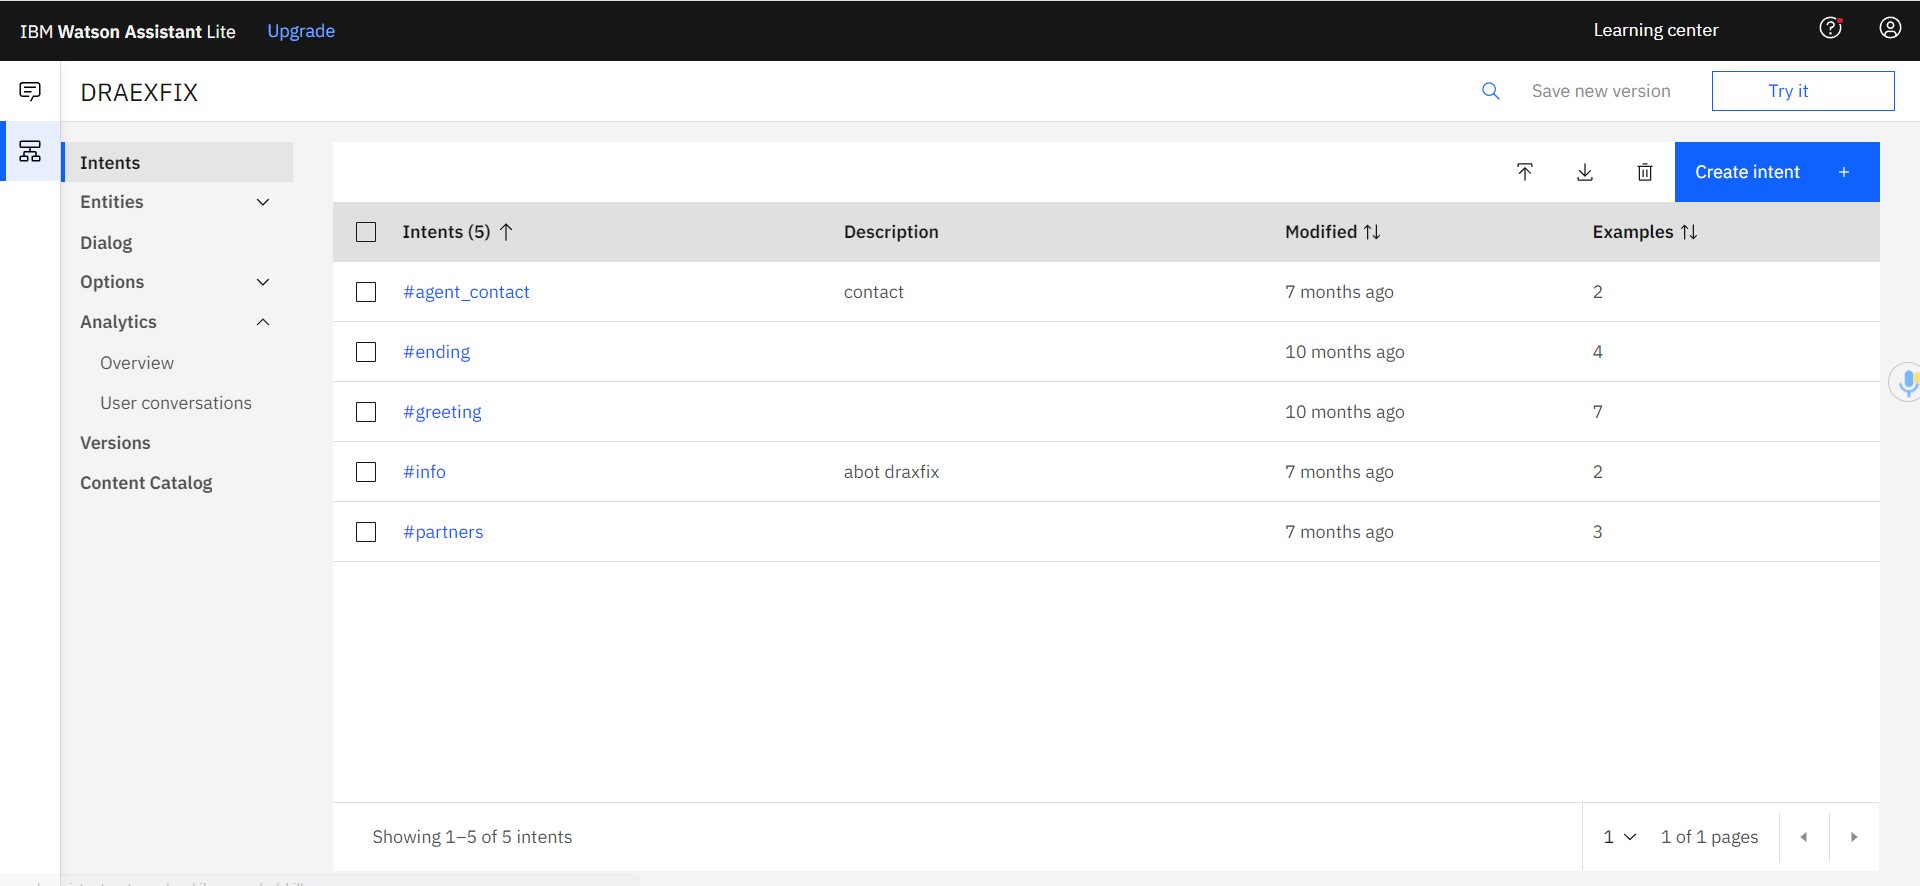 IBM Watson Assistant Lite Upgrade Learning center
DRAEXFIX Save new version Try it
Intents
Entities
Dialog
Options
Analytics
Overview
User conversations
Versions
Content Catalog
Create intent +
Intents (5) Description Modified Examples
#agent_contact contact 7 months ago 2
#ending 10 months ago 4
#greeting 10 months ago 7
#info abot draxfix 7 months ago 2
#partners 7 months ago 3
Showing 1–5 of 5 intents 1 1 of 1 pages